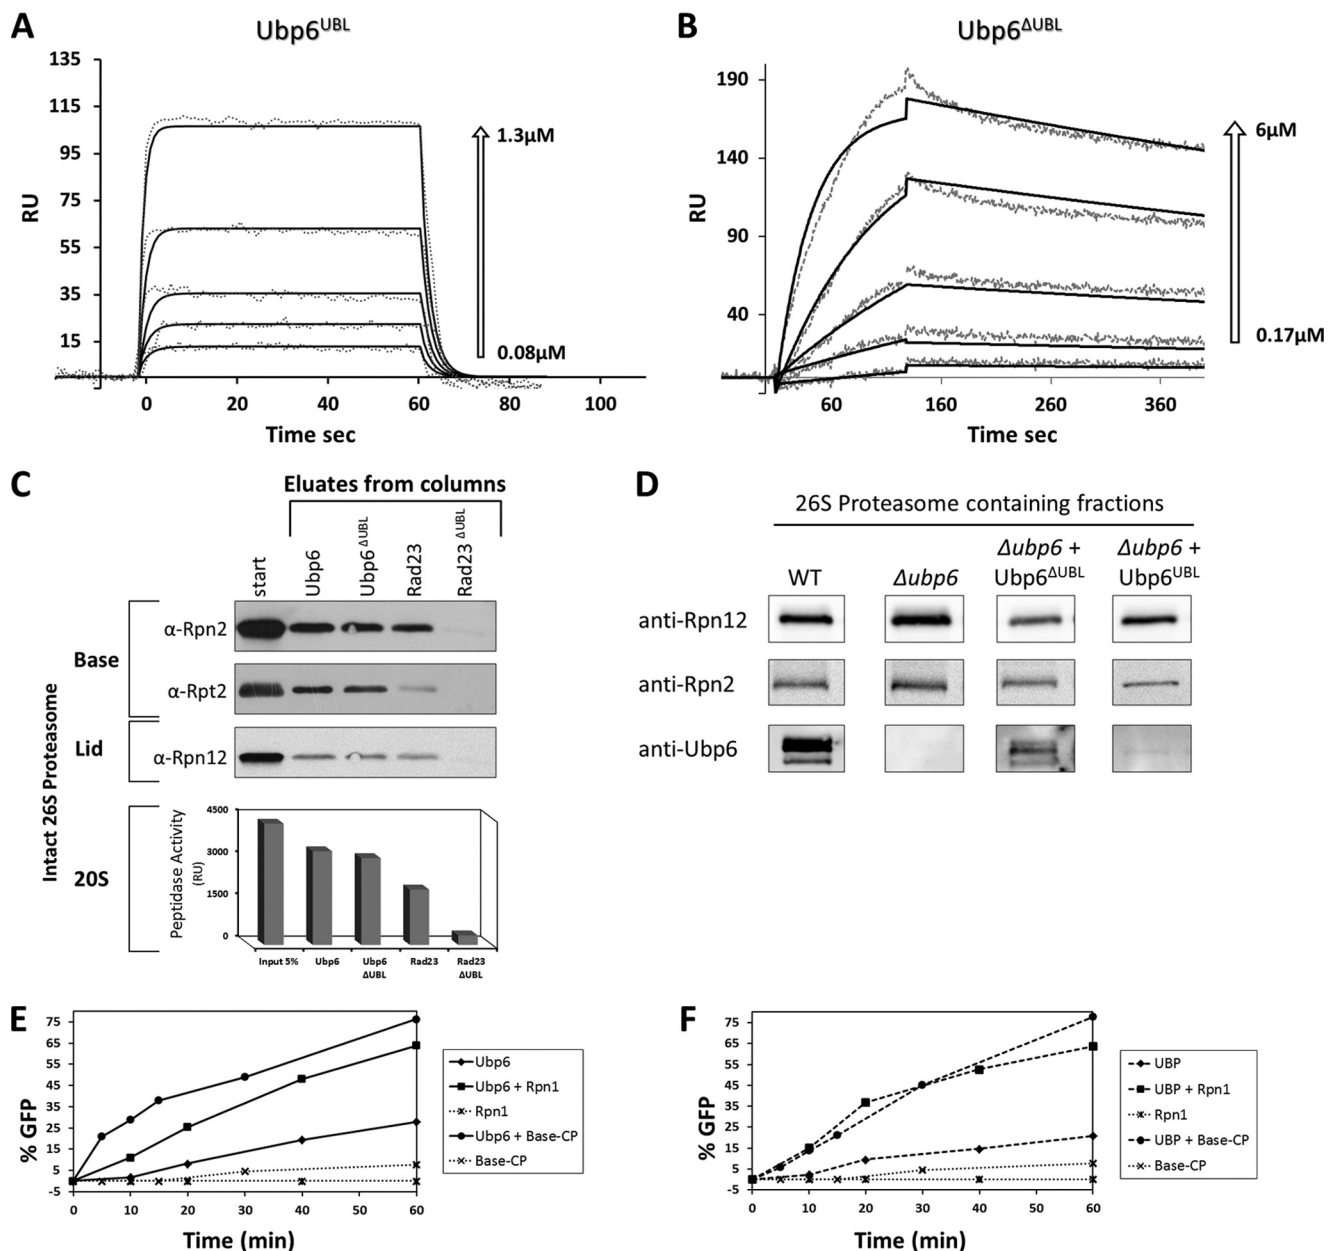 A
Ubp6UBL
135
115
95
75
55
35
15
RU
1.3µM
0.08µM
0 20 40 60 80 100
Time sec
B
Ubp6ΔUBL
190
140
90
40
RU
6µM
0.17µM
60 160 260 360
Time sec
C
Eluates from columns
start
Ubp6
Ubp6ΔUBL
Rad23
Rad23ΔUBL
Intact 26S Proteasome
Base
α-Rpn2
α-Rpt2
Lid
α-Rpn12
20S
Peptidase Activity
(RU)
4500
3000
1500
0
Input 5% Ubp6 Ubp6 ΔUBL Rad23 Rad23 ΔUBL
D
26S Proteasome containing fractions
WT
Δubp6
Δubp6 +
Ubp6ΔUBL
Δubp6 +
Ubp6UBL
anti-Rpn12
anti-Rpn2
anti-Ubp6
E
% GFP
75
65
55
45
35
25
15
5
-5
0 10 20 30 40 50 60
Time (min)
Ubp6
Ubp6 + Rpn1
Rpn1
Ubp6 + Base-CP
Base-CP
F
% GFP
75
65
55
45
35
25
15
5
-5
0 10 20 30 40 50 60
Time (min)
UBP
UBP + Rpn1
Rpn1
UBP + Base-CP
Base-CP